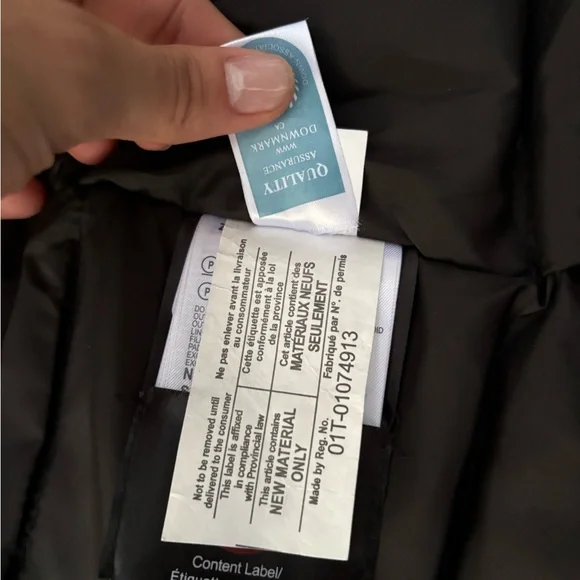 QUALITY
ASSURANCE
WWW
DOWNMARK
CA
Ne pas enlever avant la livraison
au consommateur
Cette étiquette est apposée
conformément à la loi
de la province
Cet article contient des
MATÉRIAUX NEUFS
SEULEMENT
Fabriqué par N°. de permis
Not to be removed until
delivered to the consumer
This label is affixed
in compliance
with Provincial law
This article contains
NEW MATERIAL
ONLY
Made by Reg. No.
01T-01074913
Content Label/